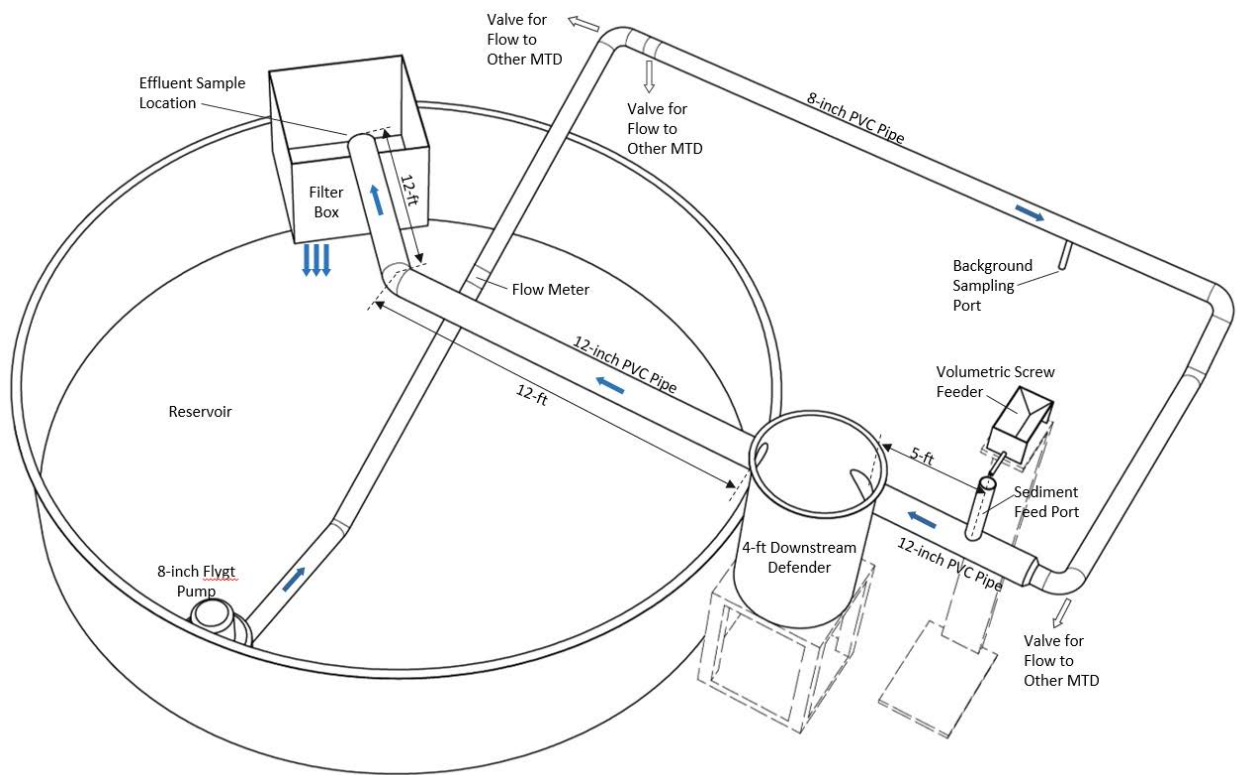 Valve for
Flow to
Other MTD
Effluent Sample
Location
Valve for
Flow to
Other MTD
8-inch PVC Pipe
12-ft
Filter
Box
Background
Sampling
Port
Flow Meter
12-inch PVC Pipe
12-ft
Volumetric Screw
Feeder
Reservoir
5-ft
Sediment
Feed Port
4-ft Downstream
Defender
12-inch PVC Pipe
8-inch Flygt
Pump
Valve for
Flow to
Other MTD